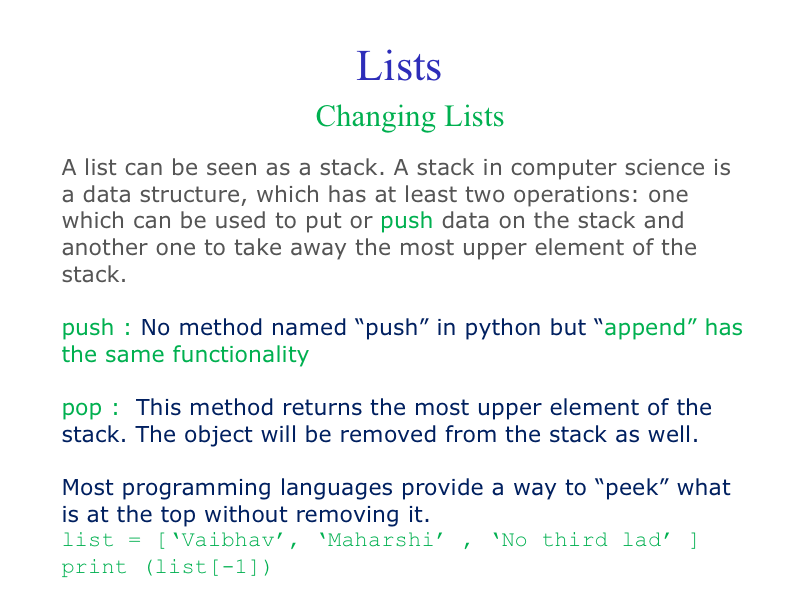 Lists
Changing Lists
A list can be seen as a stack. A stack in computer science is
a data structure, which has at least two operations: one
which can be used to put or push data on the stack and
another one to take away the most upper element of the
stack.
push : No method named “push” in python but “append” has
the same functionality
pop :  This method returns the most upper element of the
stack. The object will be removed from the stack as well.
Most programming languages provide a way to “peek” what
is at the top without removing it.
list = [‘Vaibhav’, ‘Maharshi’ , ‘No third lad’ ]
print (list[-1])